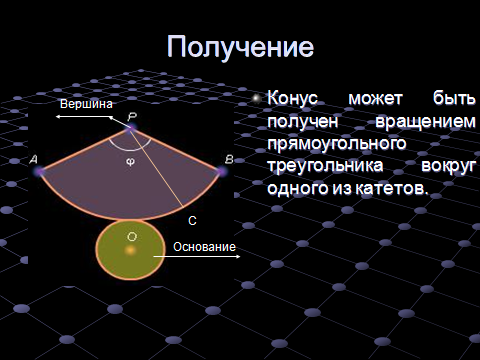 Получение
Вершина
P
A
φ
B
C
O
Основание
Конус может быть
получен вращением
прямоугольного
треугольника вокруг
одного из катетов.